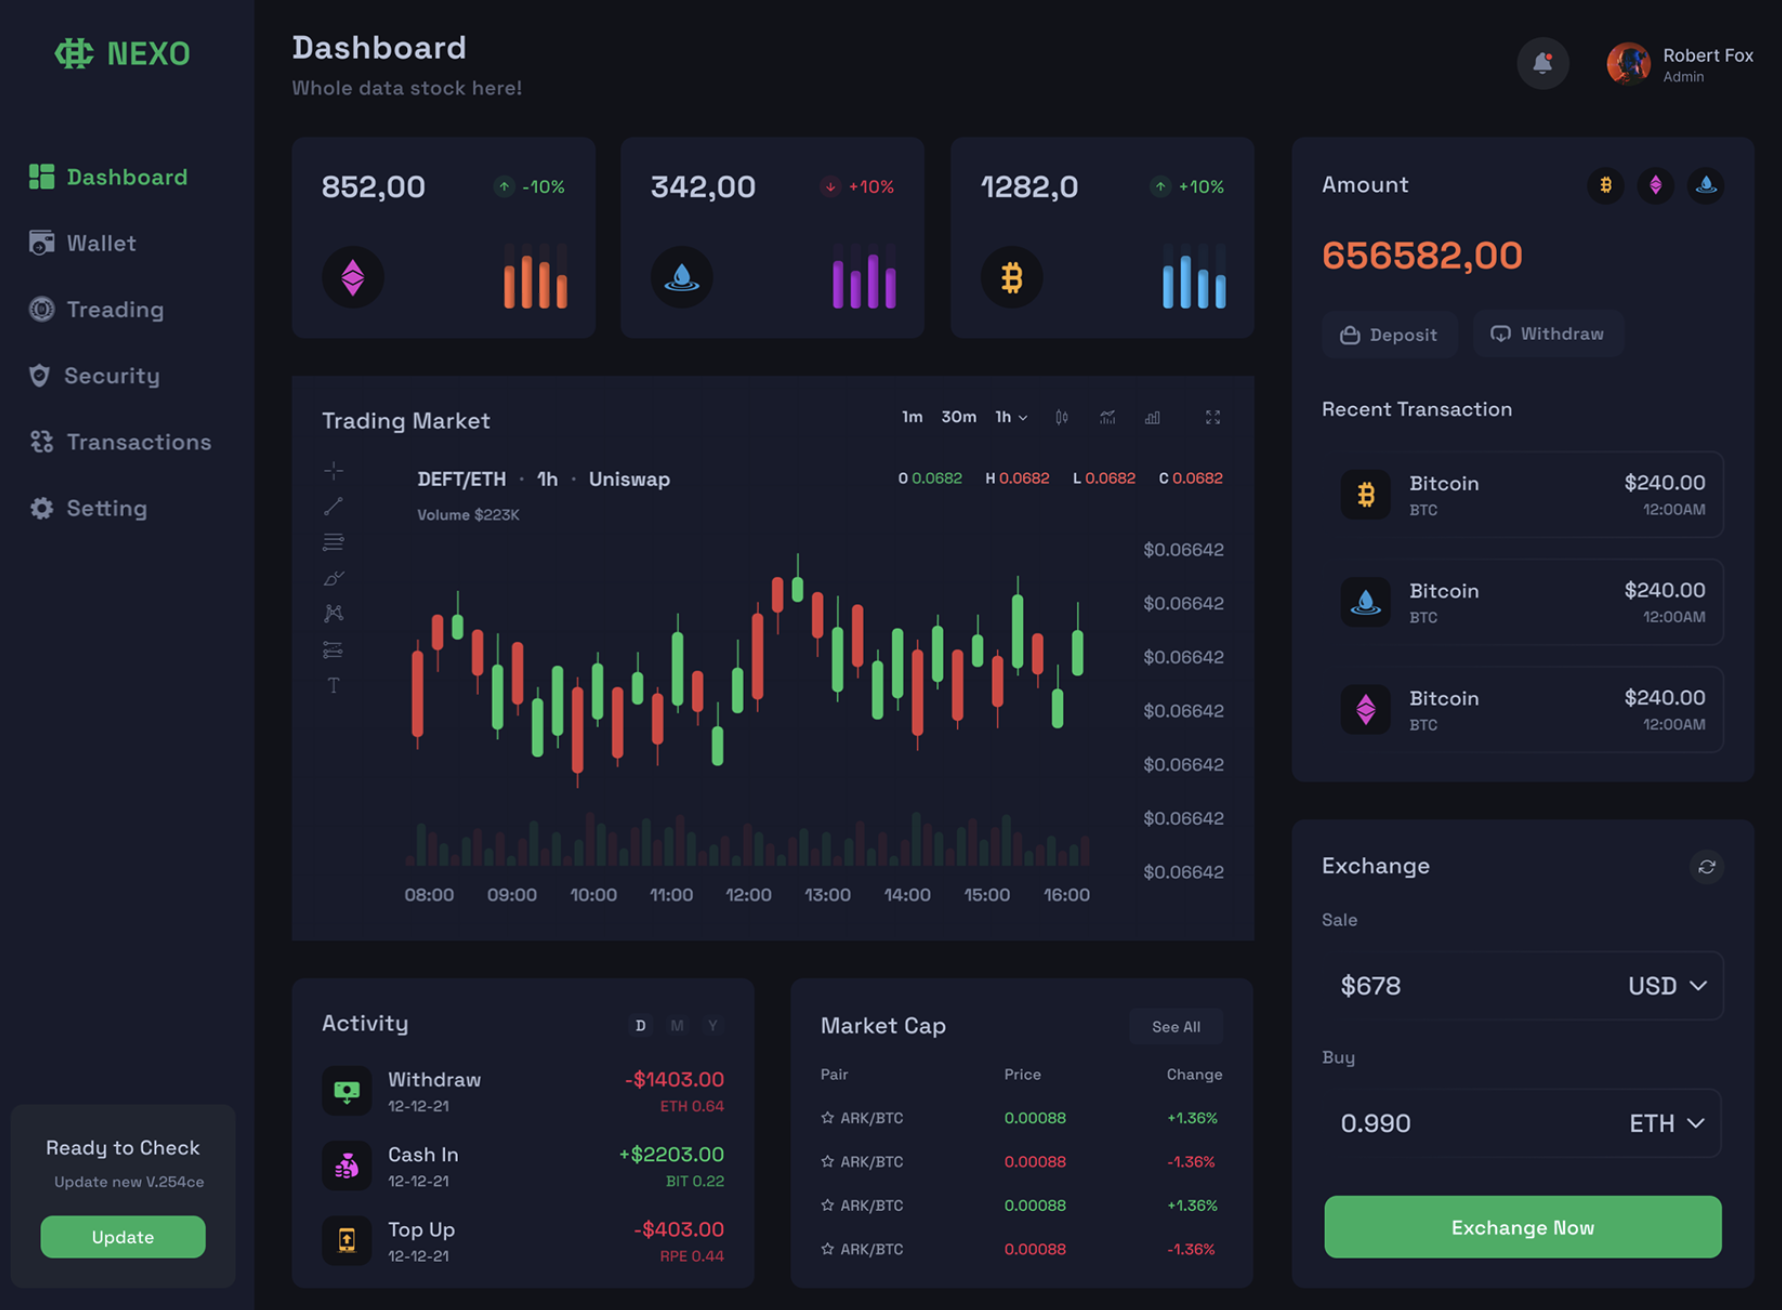 NEXO
Dashboard
Wallet
Treading
Security
Transactions
Setting
Ready to Check
Update new V.254ce
Update
Dashboard
Whole data stock here!
Robert Fox
Admin
852,00 -10%
342,00 +10%
1282,0 +10%
Trading Market
1m 30m 1h
DEFT/ETH · 1h · Uniswap
O 0.0682 H 0.0682 L 0.0682 C 0.0682
Volume $223K
$0.06642
$0.06642
$0.06642
$0.06642
$0.06642
$0.06642
$0.06642
08:00 09:00 10:00 11:00 12:00 13:00 14:00 15:00 16:00
Activity
D M Y
Withdraw -$1403.00
12-12-21 ETH 0.64
Cash In +$2203.00
12-12-21 BIT 0.22
Top Up -$403.00
12-12-21 RPE 0.44
Market Cap
See All
Pair Price Change
ARK/BTC 0.00088 +1.36%
ARK/BTC 0.00088 -1.36%
ARK/BTC 0.00088 +1.36%
ARK/BTC 0.00088 -1.36%
Amount
656582,00
Deposit Withdraw
Recent Transaction
Bitcoin $240.00
BTC 12:00AM
Bitcoin $240.00
BTC 12:00AM
Bitcoin $240.00
BTC 12:00AM
Exchange
Sale
$678 USD
Buy
0.990 ETH
Exchange Now